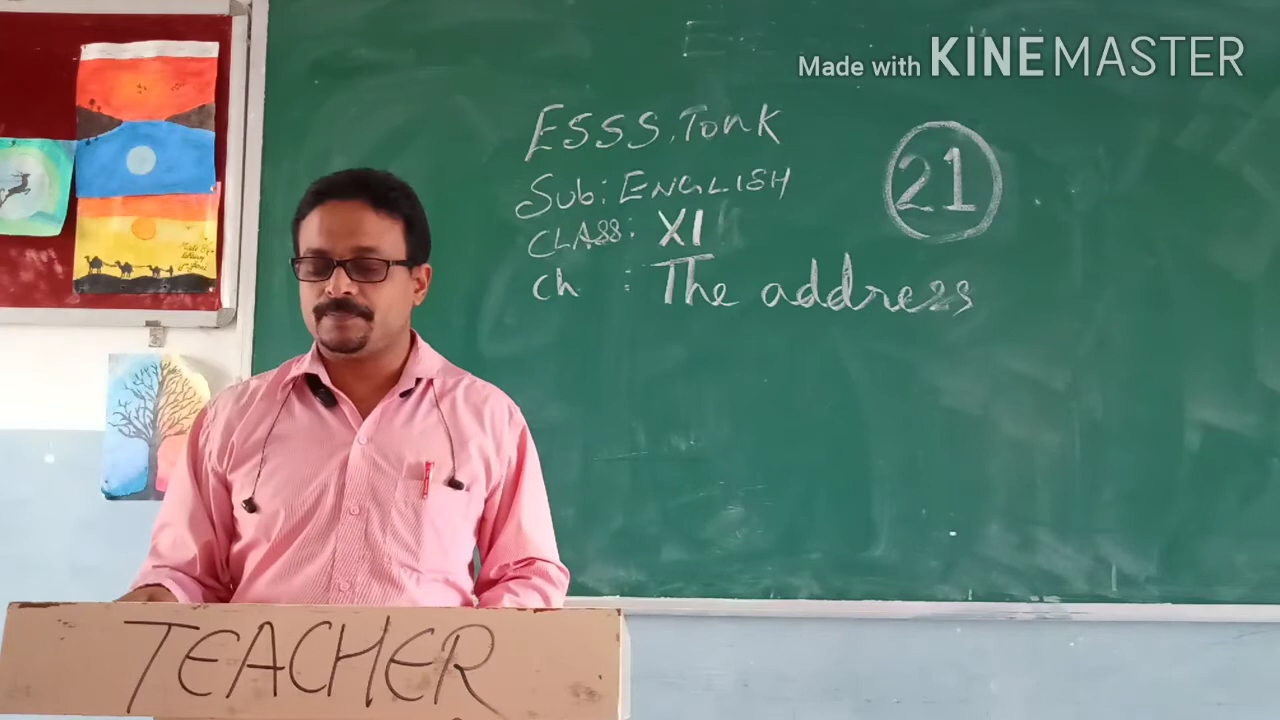 Made with KINEMASTER
ESSS, Tonk
Sub: ENGLISH
CLASS: XI
Ch : The address
21
TEACHER